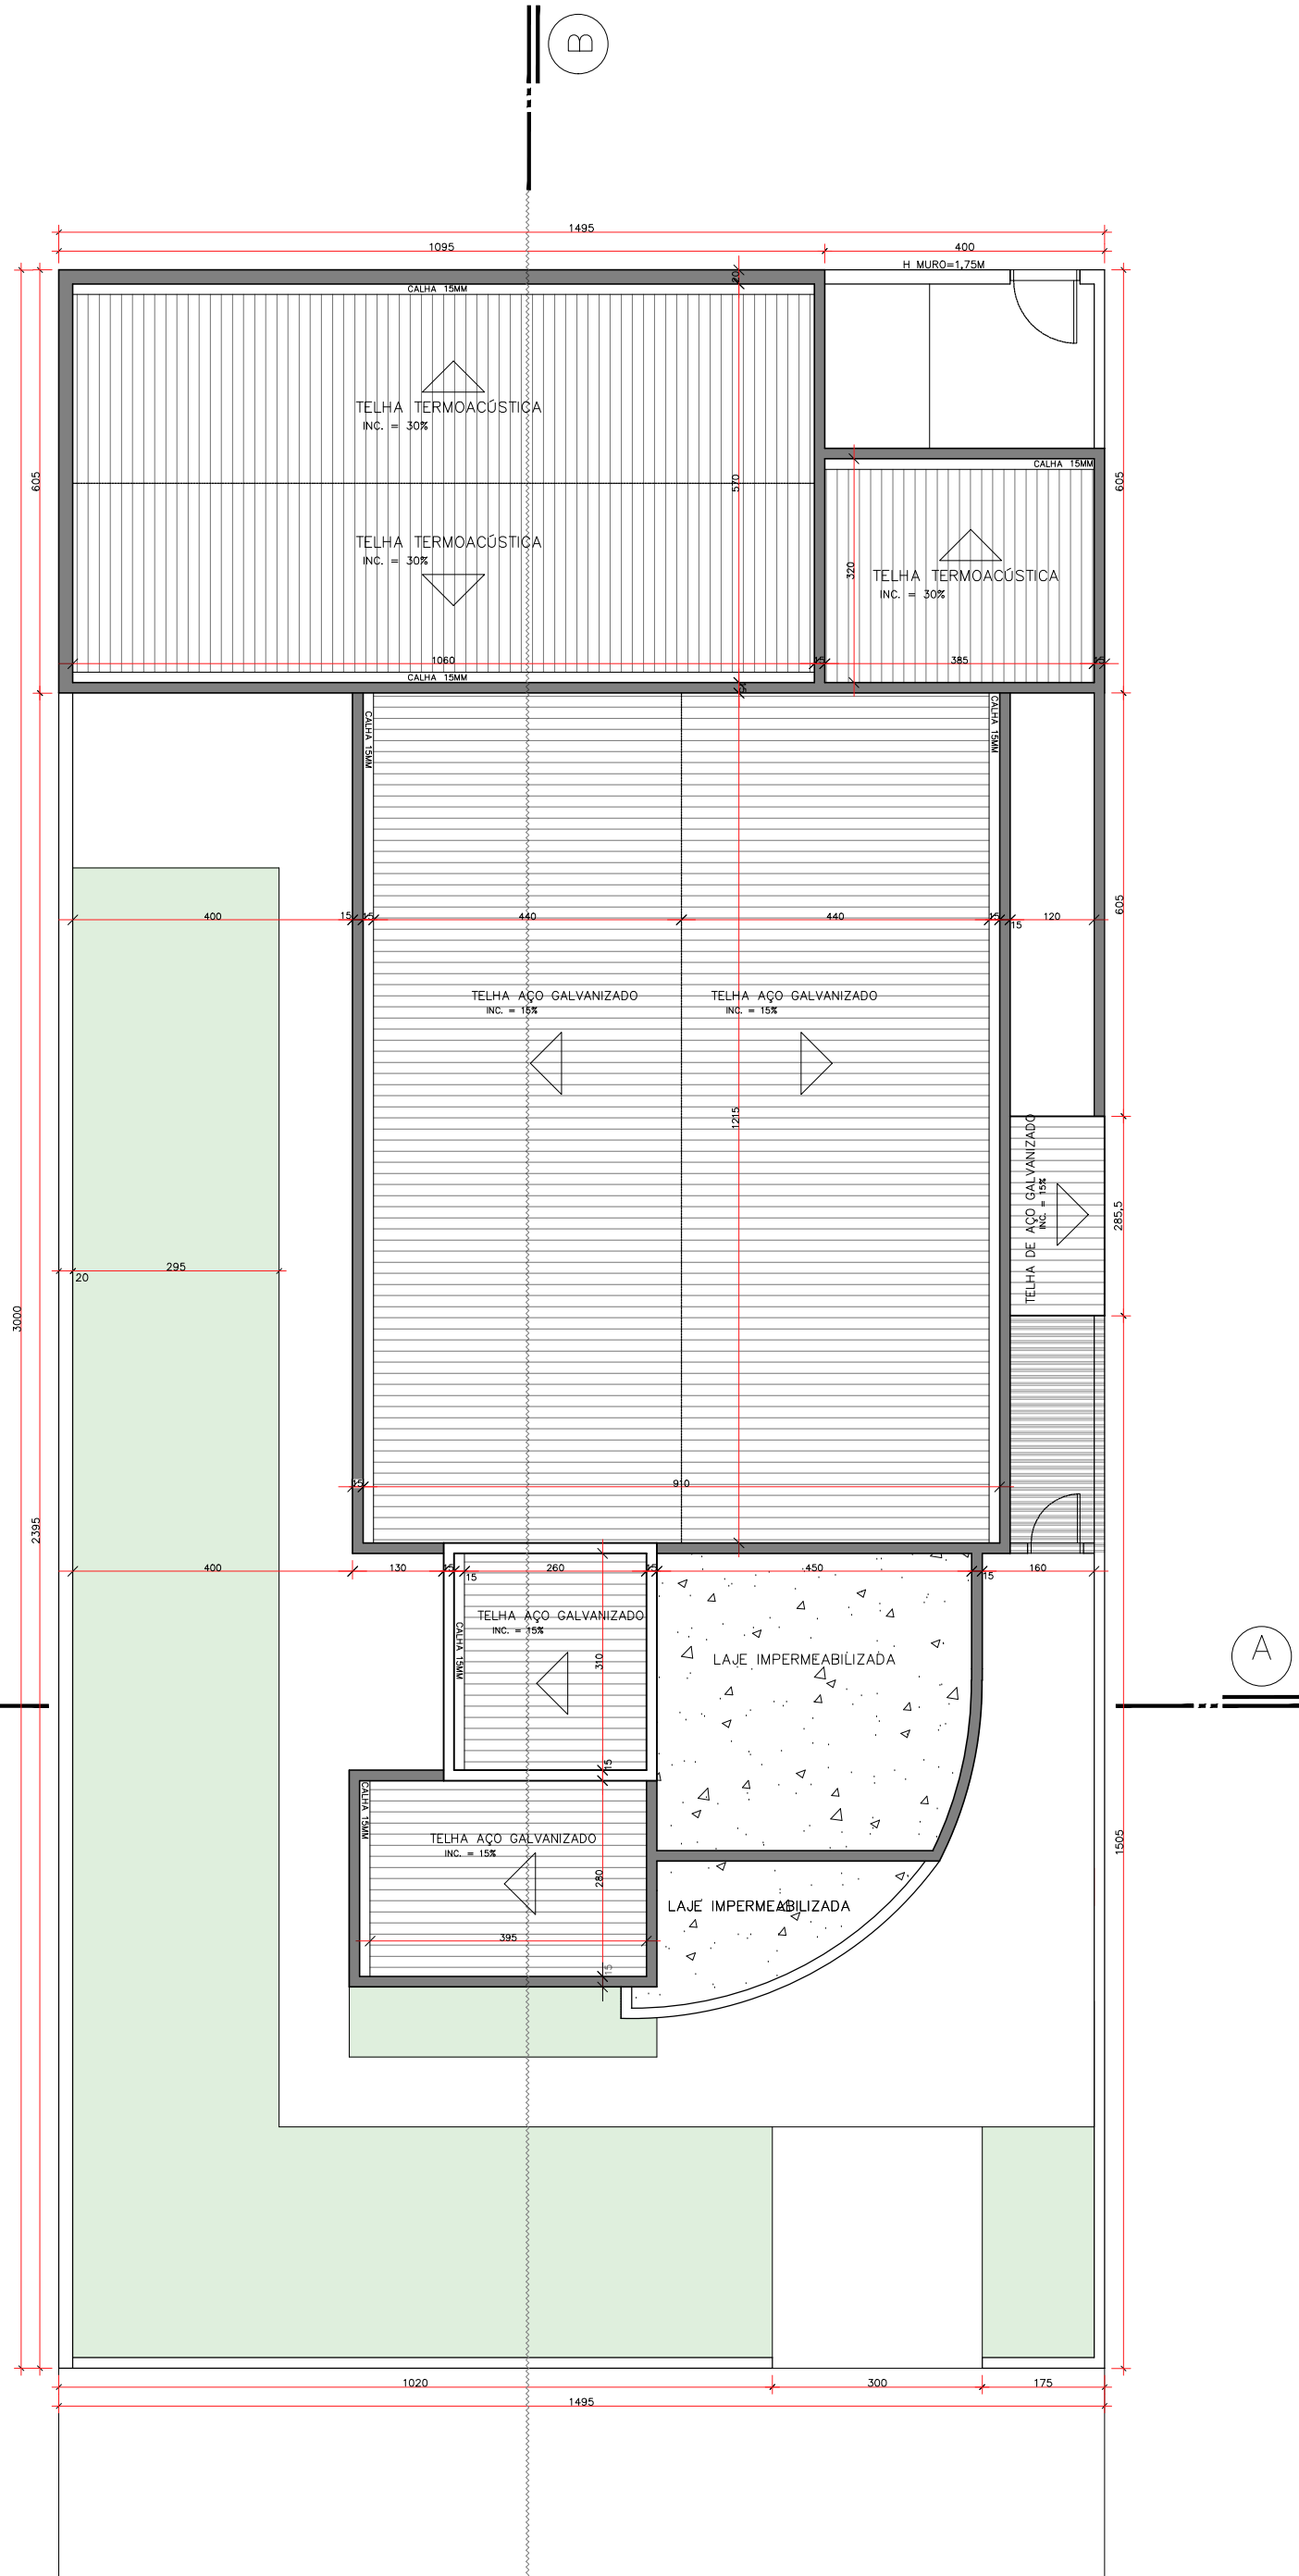 B
1495
1095
400
H MURO=1,75M
CALHA 15MM
20
TELHA TERMOACÚSTICA
INC. = 30%
CALHA 15MM
605
570
605
TELHA TERMOACÚSTICA
INC. = 30%
320
TELHA TERMOACÚSTICA
INC. = 30%
1060
15
385
15
CALHA 15MM
15
CALHA 15MM
CALHA 15MM
400
15
15
440
440
15
15
120
605
TELHA AÇO GALVANIZADO
INC. = 15%
TELHA AÇO GALVANIZADO
INC. = 15%
1215
TELHA DE AÇO GALVANIZADO
INC. = 15%
285,5
295
20
3000
15
910
2395
400
130
15
15
260
15
450
15
160
TELHA AÇO GALVANIZADO
INC. = 15%
CALHA 15MM
310
LAJE IMPERMEABILIZADA
A
15
CALHA 15MM
TELHA AÇO GALVANIZADO
INC. = 15%
280
1505
LAJE IMPERMEABILIZADA
395
15
1020
300
175
1495